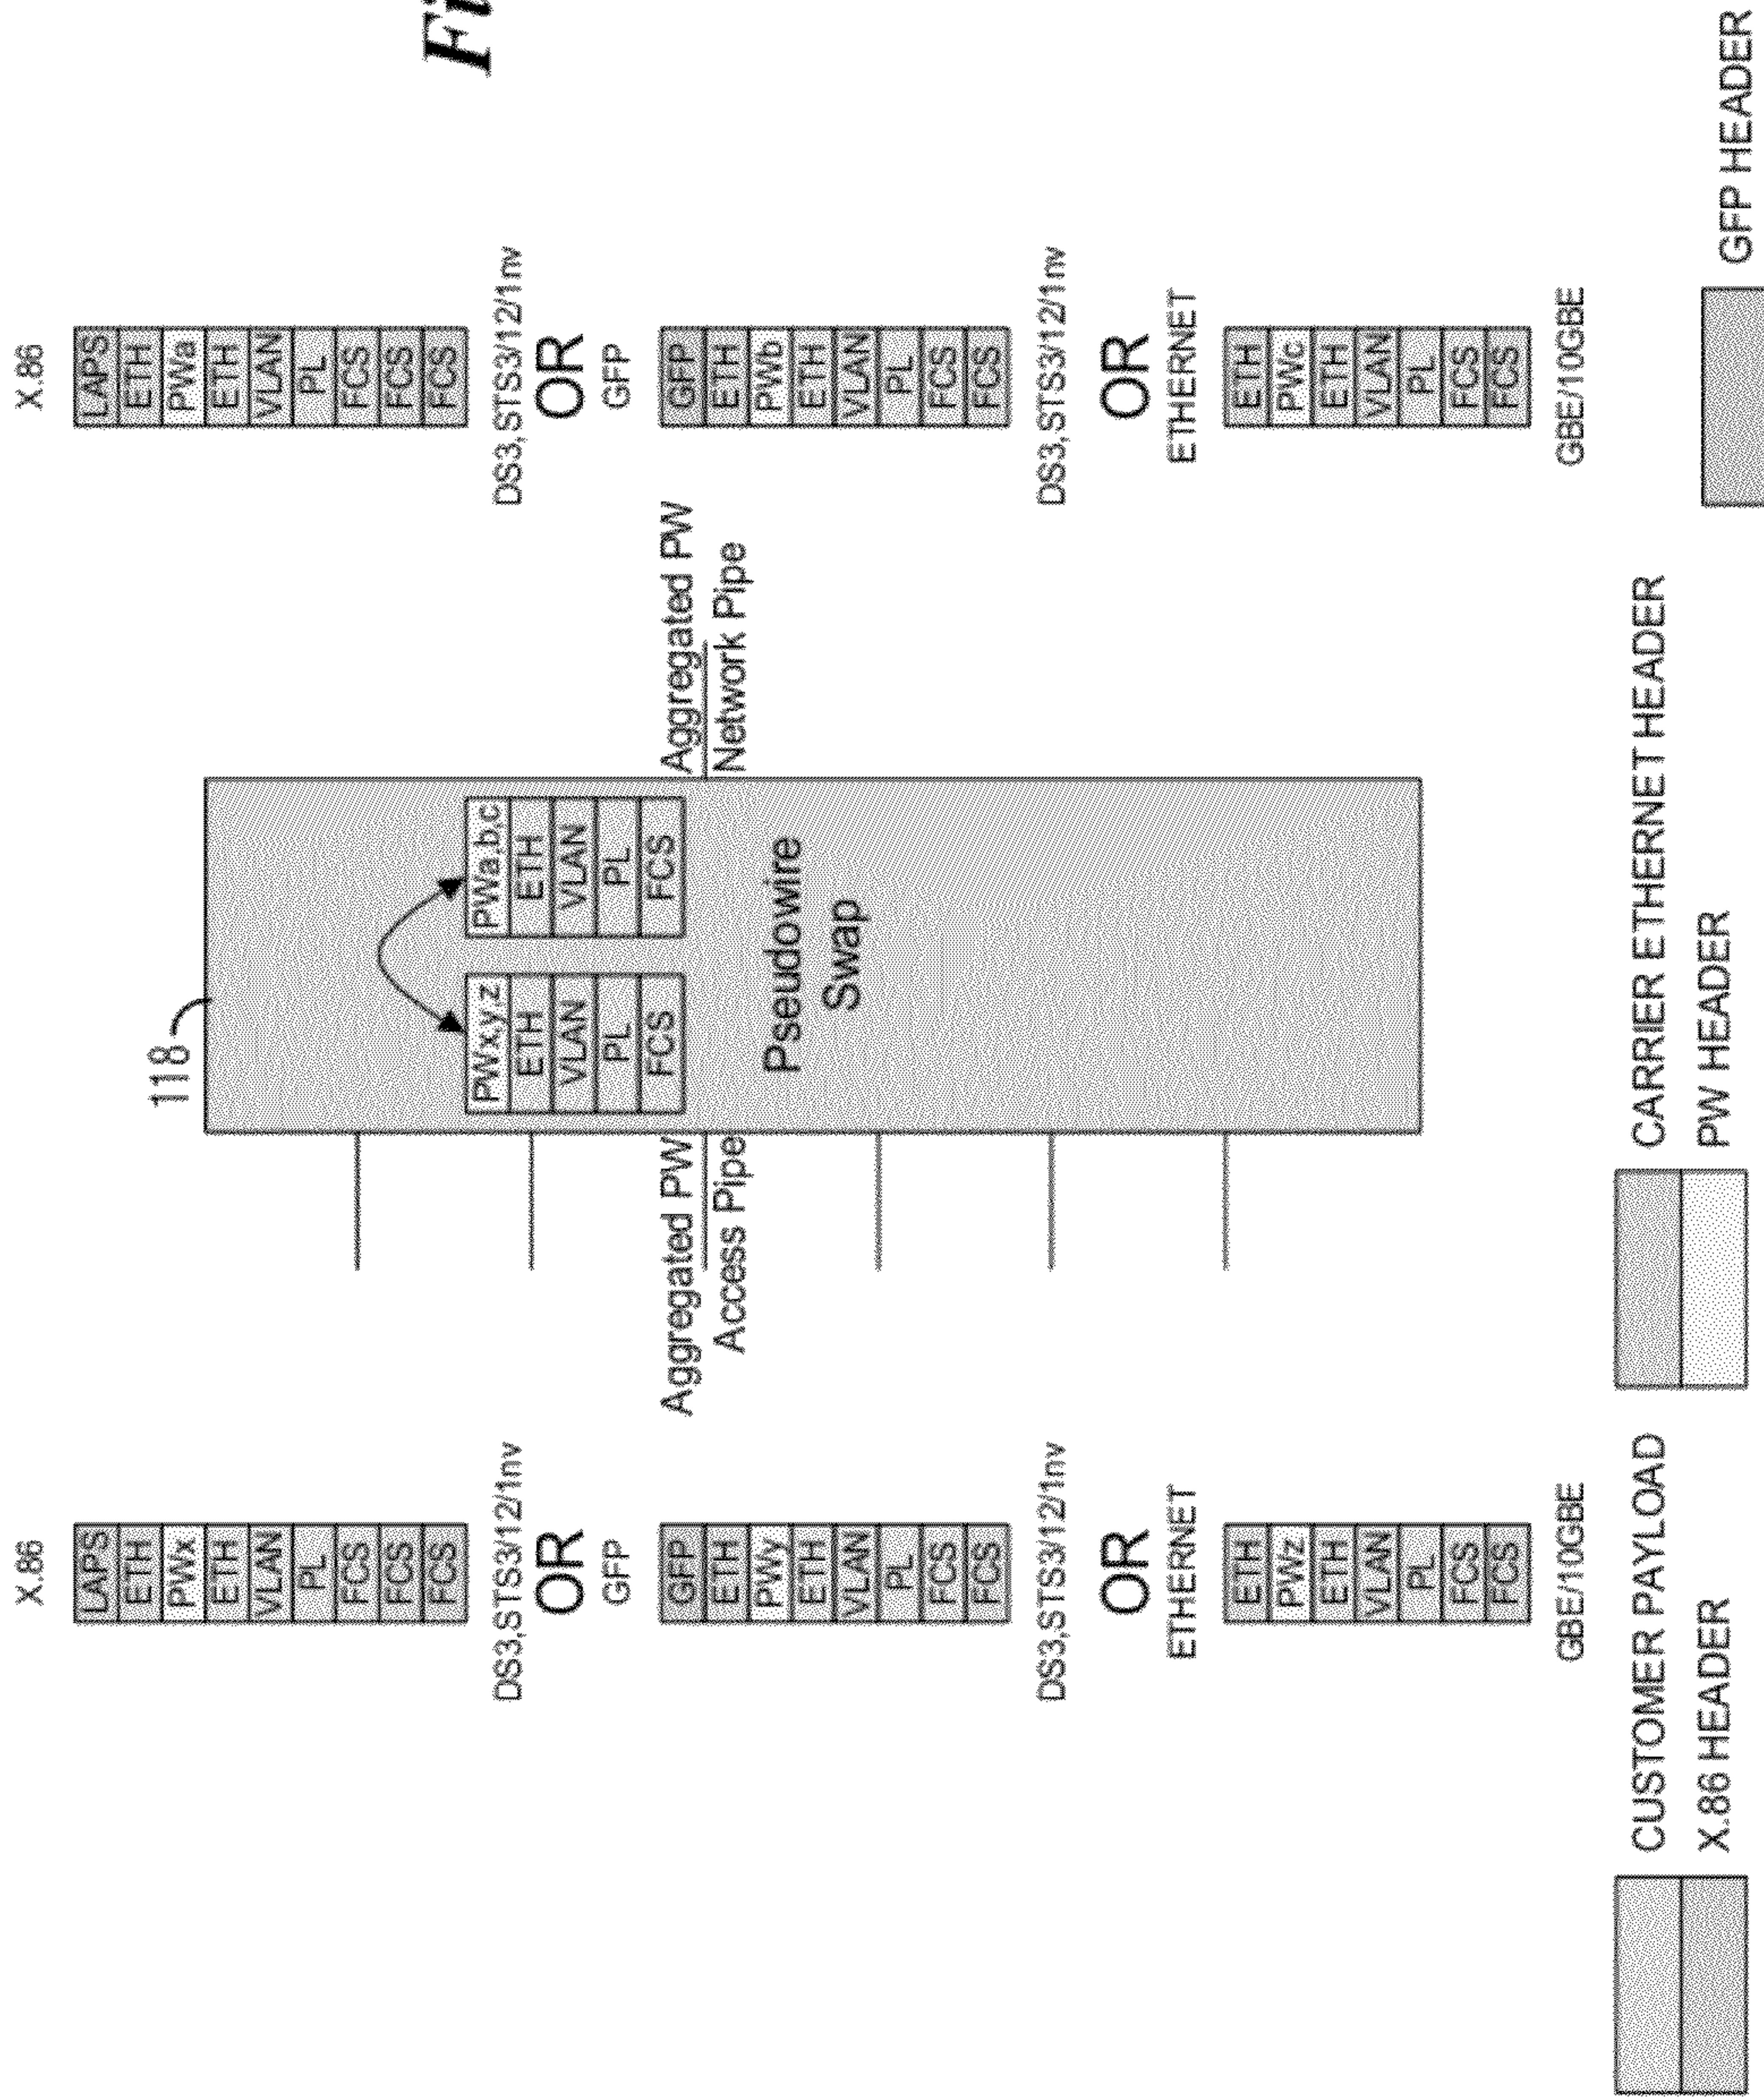 Fi
X.86
LAPS
ETH
PWx
ETH
VLAN
PL
FCS
FCS
FCS
DS3,STS3/12/1nv
OR
GFP
GFP
ETH
PWy
ETH
VLAN
PL
FCS
FCS
DS3,STS3/12/1nv
OR
ETHERNET
ETH
PWz
ETH
VLAN
PL
FCS
FCS
GBE/10GBE
Aggregated PW
Access Pipe
118
PWx,y,z
ETH
VLAN
PL
FCS
PWa,b,c
ETH
VLAN
PL
FCS
Pseudowire
Swap
Aggregated PW
Network Pipe
X.86
LAPS
ETH
PWa
ETH
VLAN
PL
FCS
FCS
FCS
DS3,STS3/12/1nv
OR
GFP
GFP
ETH
PWb
ETH
VLAN
PL
FCS
FCS
DS3,STS3/12/1nv
OR
ETHERNET
ETH
PWc
ETH
VLAN
PL
FCS
FCS
GBE/10GBE
CUSTOMER PAYLOAD
X.86 HEADER
CARRIER ETHERNET HEADER
PW HEADER
GFP HEADER